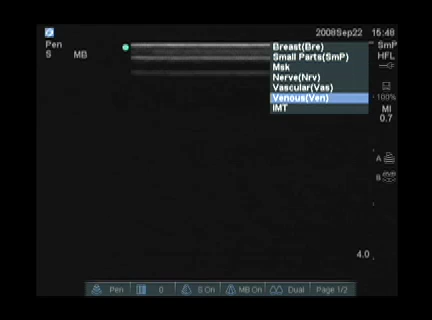 2008Sep22 15:48
Pen
S MB
Breast(Bre)
Small Parts(SmP)
Msk
Nerve(Nrv)
Vascular(Vas)
Venous(Ven)
IMT
SmP
HFL
100%
MI
0.7
A
B
4.0
Pen 0 S On MB On Dual Page 1/2